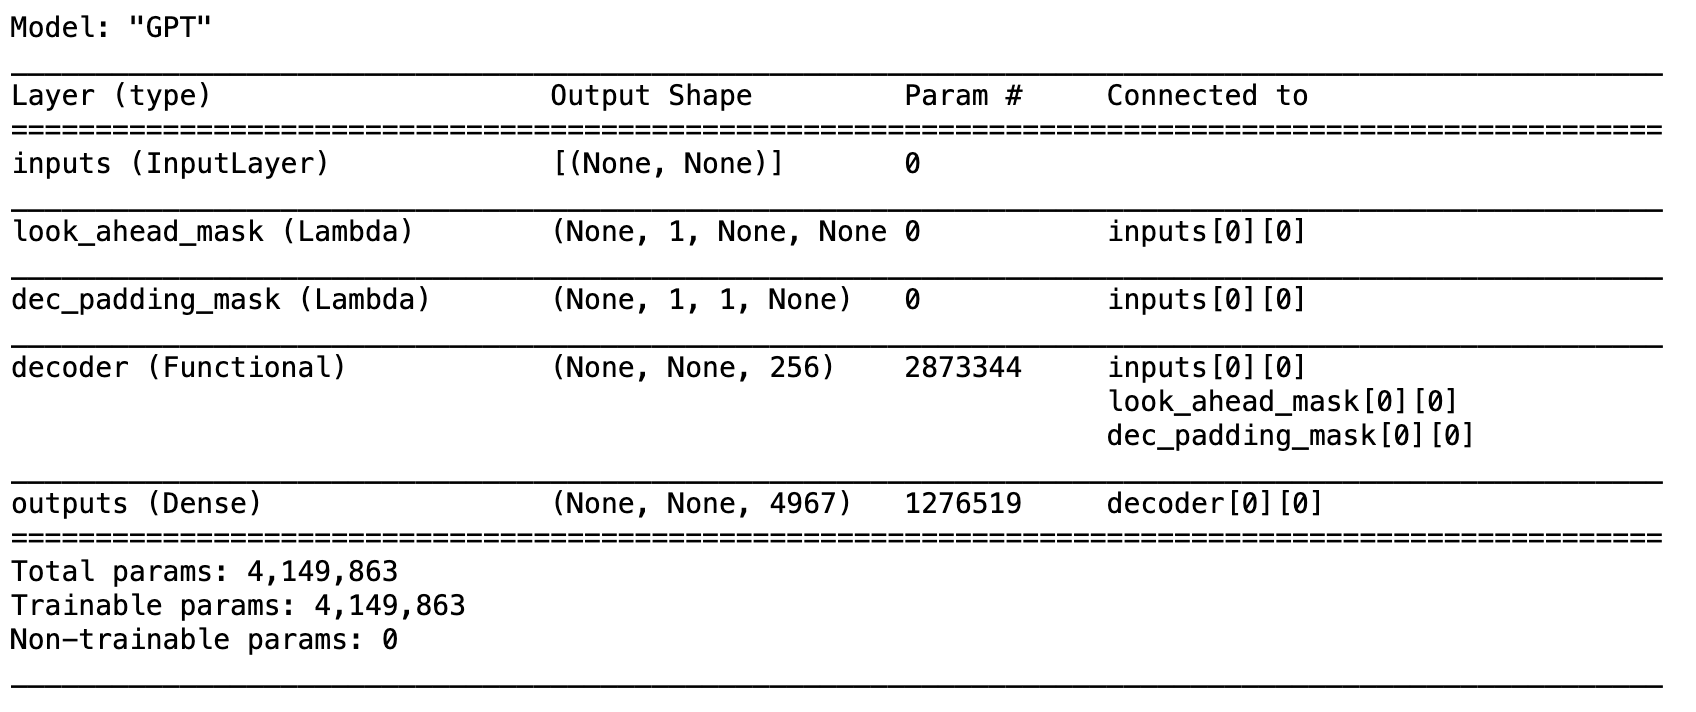 Model: "GPT"
Layer (type) Output Shape Param # Connected to
inputs (InputLayer) [(None, None)] 0
look_ahead_mask (Lambda) (None, 1, None, None 0 inputs[0][0]
dec_padding_mask (Lambda) (None, 1, 1, None) 0 inputs[0][0]
decoder (Functional) (None, None, 256) 2873344 inputs[0][0]
look_ahead_mask[0][0]
dec_padding_mask[0][0]
outputs (Dense) (None, None, 4967) 1276519 decoder[0][0]
Total params: 4,149,863
Trainable params: 4,149,863
Non-trainable params: 0